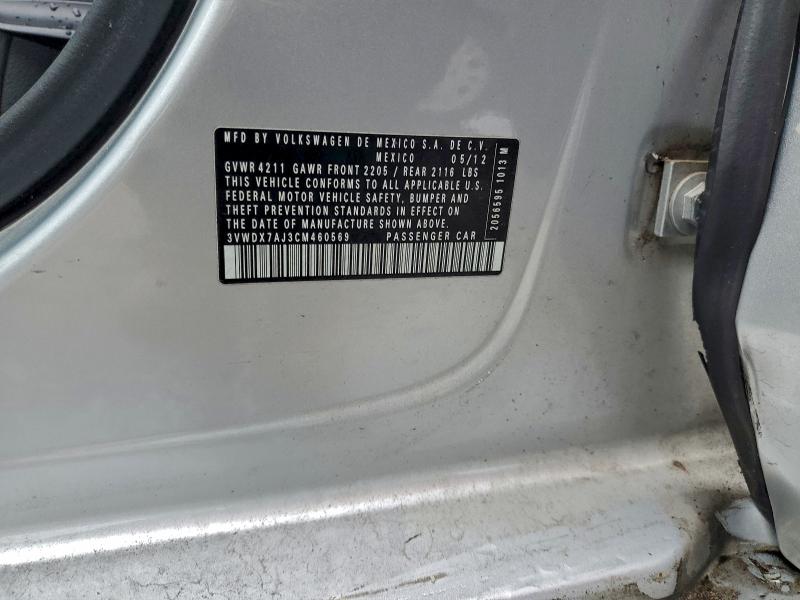 MFD BY VOLKSWAGEN DE MEXICO S.A. DE C.V.
MEXICO 05/12
GVWR 4211 GAWR FRONT 2205 / REAR 2116 LBS
THIS VEHICLE CONFORMS TO ALL APPLICABLE U.S.
FEDERAL MOTOR VEHICLE SAFETY, BUMPER AND
THEFT PREVENTION STANDARDS IN EFFECT ON
THE DATE OF MANUFACTURE SHOWN ABOVE.
3VWDX7AJ3CM460569 PASSENGER CAR
2056595 1013 M